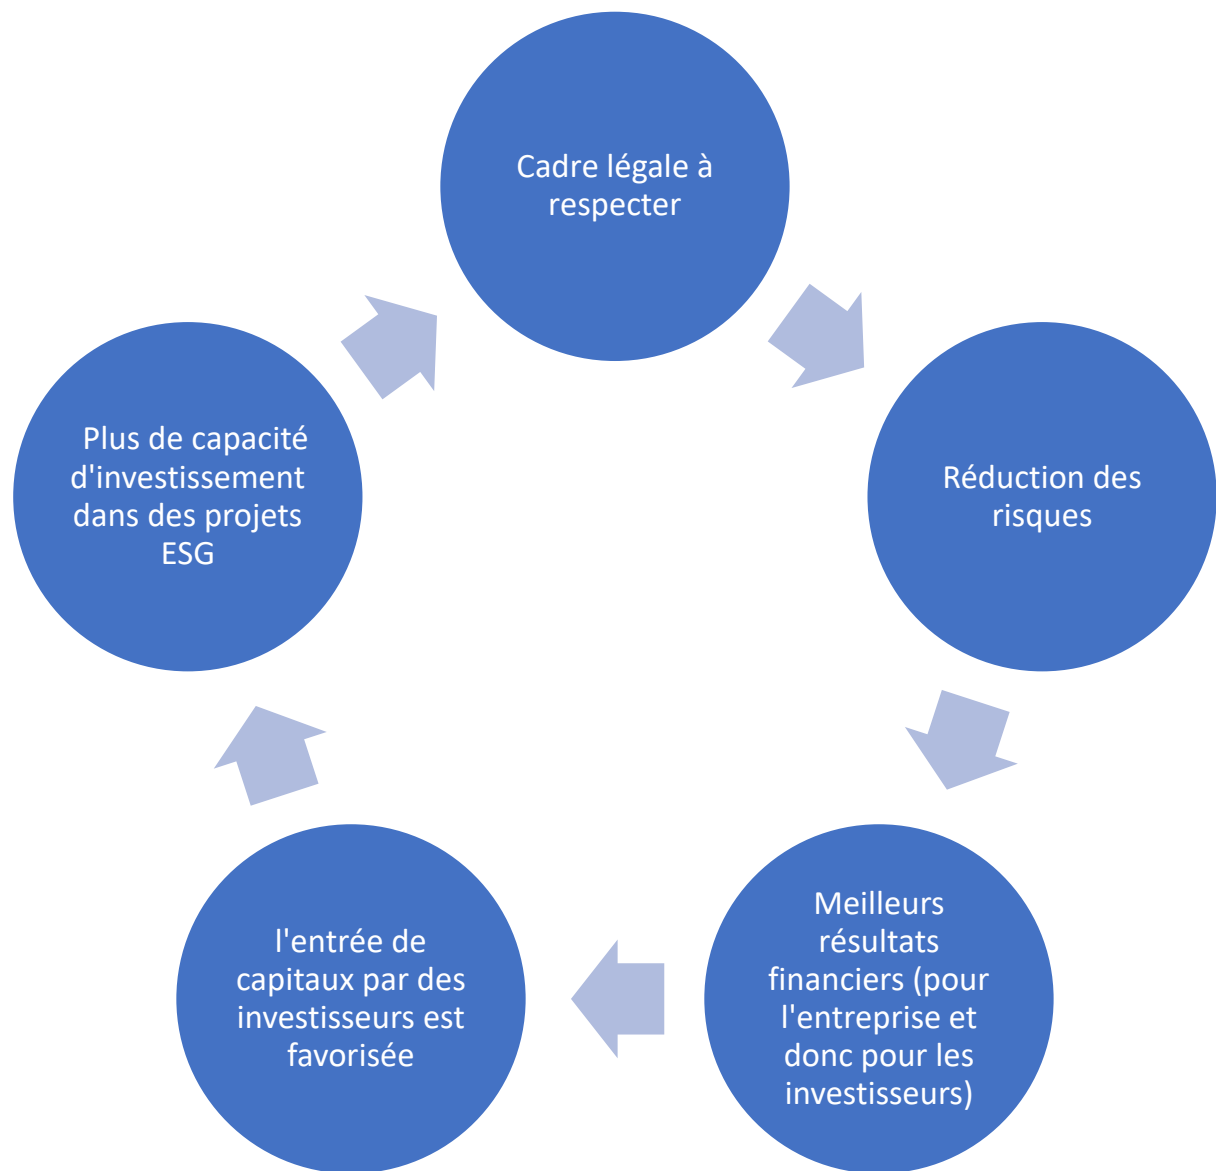 Cadre légale à
respecter
Réduction des
risques
Meilleurs
résultats
financiers (pour
l'entreprise et
donc pour les
investisseurs)
l'entrée de
capitaux par des
investisseurs est
favorisée
Plus de capacité
d'investissement
dans des projets
ESG